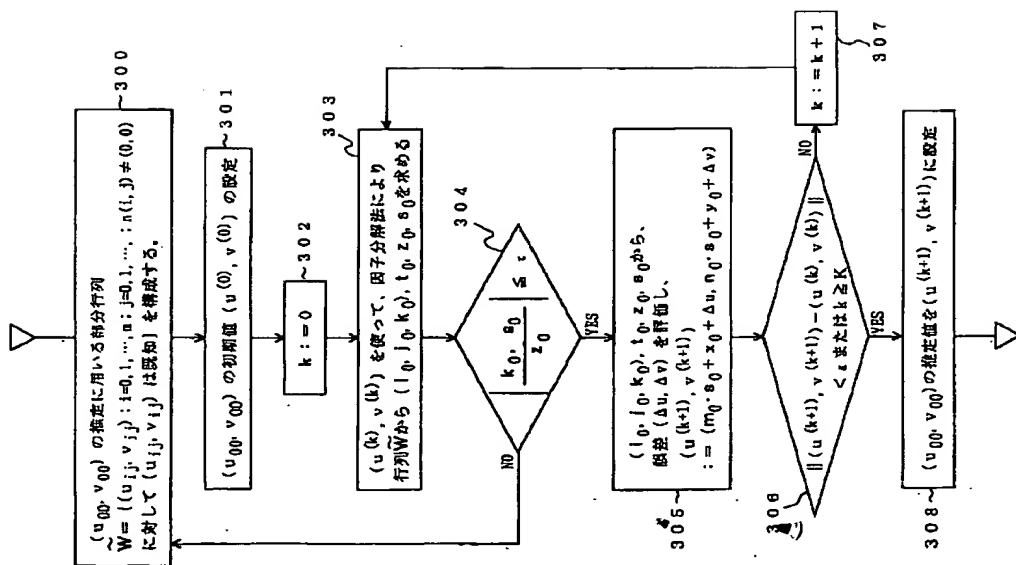 (u₀₀, v₀₀) の推定に用いる部分行列
W̃=((uᵢⱼ, vᵢⱼ) : i=0,1,…,m ; j=0,1,…, : n(i,j)≠(0,0)
に対して (uᵢⱼ, vᵢⱼ) は既知] を構成する。
300
(u₀₀, v₀₀) の初期値 (u⁽⁰⁾, v⁽⁰⁾) の設定
301
k := 0
302
303
(u⁽ᵏ⁾, v⁽ᵏ⁾) を使って、因子分解法により
行列W̃から (i₀, j₀, k₀), t₀, z₀, s₀を求める
304
| k₀, s₀ / z₀ | ≦ τ
NO
YES
(i₀, j₀, k₀), t₀, z₀, s₀から、
誤差 (Δu, Δv) を評価し、
(u⁽ᵏ⁺¹⁾, v⁽ᵏ⁺¹⁾)
:= (m₀·s₀+x₀+Δu, n₀·s₀+y₀+Δv)
305
306
‖(u⁽ᵏ⁺¹⁾, v⁽ᵏ⁺¹⁾)−(u⁽ᵏ⁾, v⁽ᵏ⁾)‖
<ε または k≧K
NO
YES
k := k+1
307
(u₀₀, v₀₀)の推定値を(u⁽ᵏ⁺¹⁾, v⁽ᵏ⁺¹⁾)に設定
308